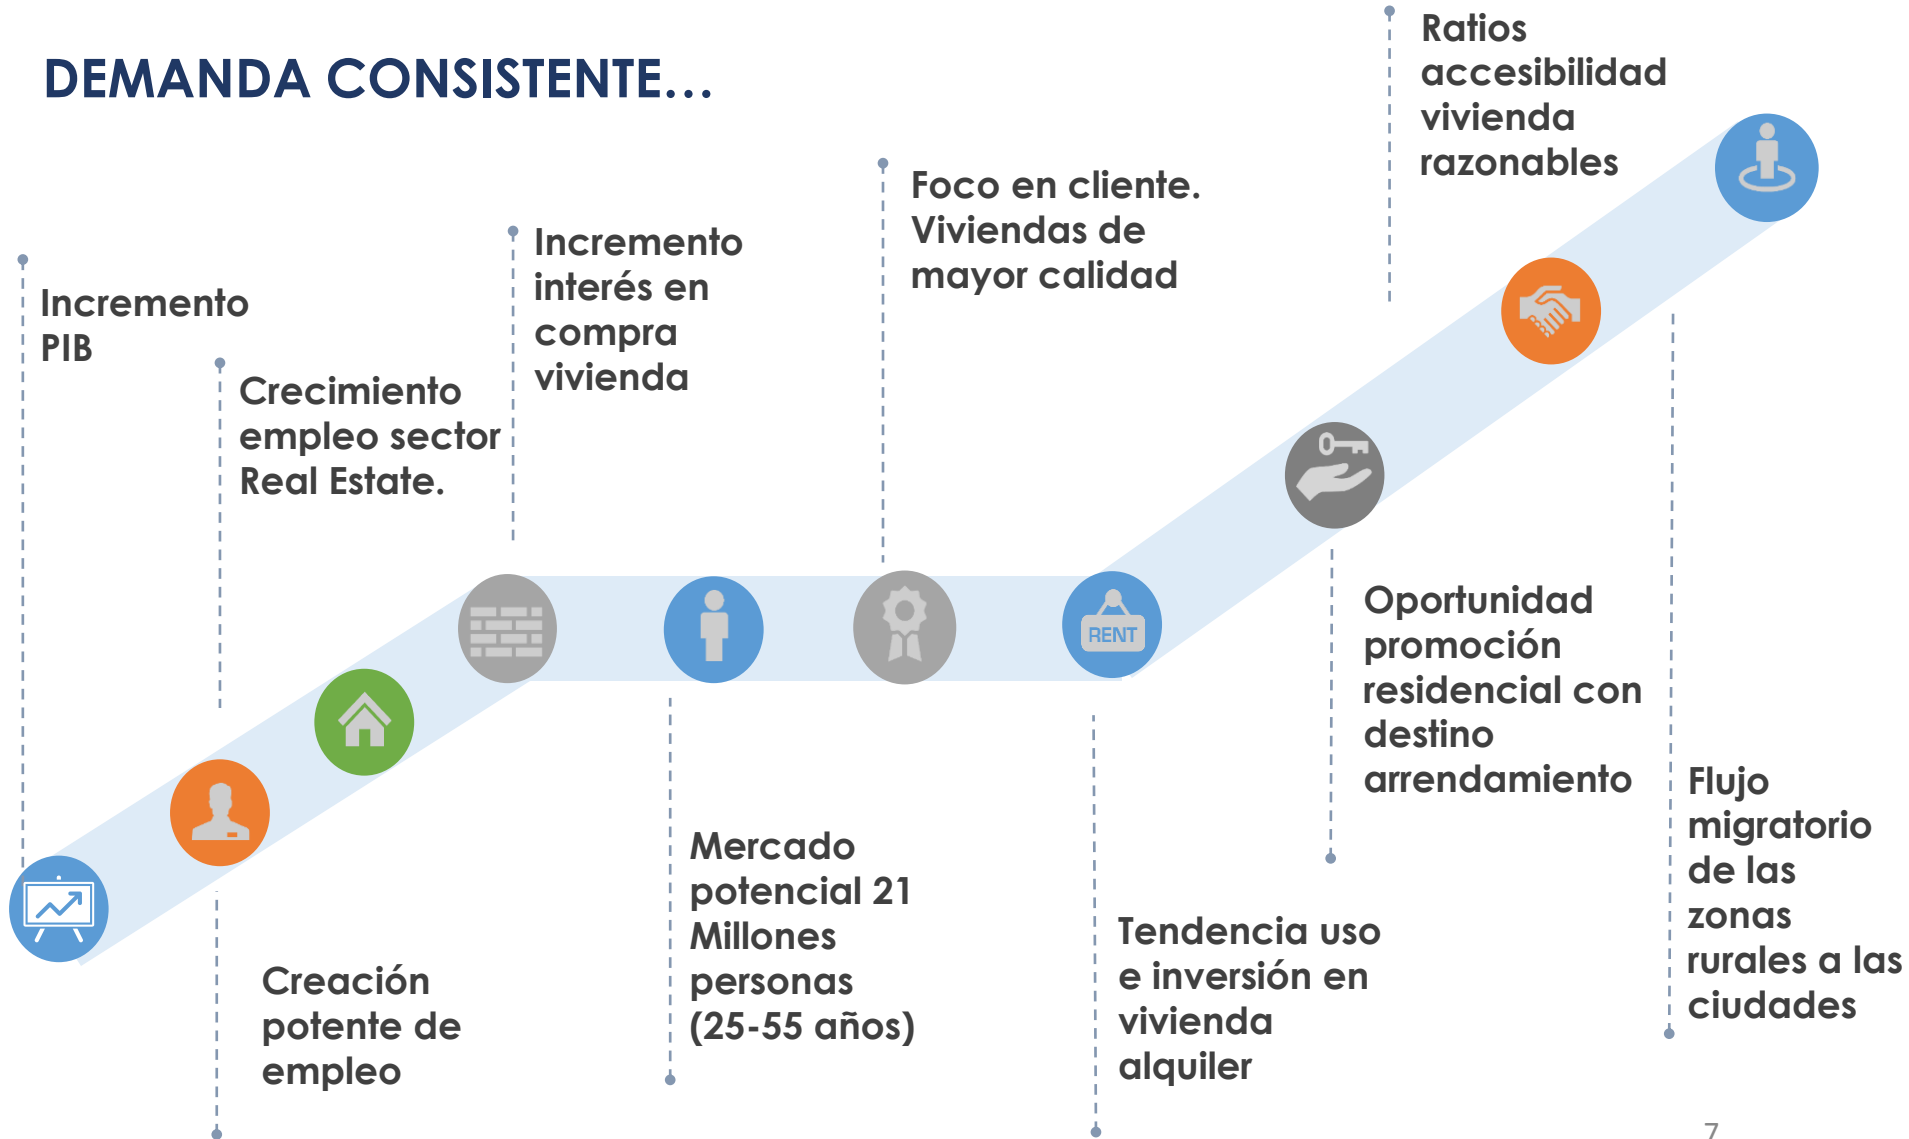 DEMANDA CONSISTENTE…
Incremento
PIB
Crecimiento
empleo sector
Real Estate.
Incremento
interés en
compra
vivienda
Foco en cliente.
Viviendas de
mayor calidad
Ratios
accesibilidad
vivienda
razonables
RENT
Creación
potente de
empleo
Mercado
potencial 21
Millones
personas
(25-55 años)
Tendencia uso
e inversión en
vivienda
alquiler
Oportunidad
promoción
residencial con
destino
arrendamiento
Flujo
migratorio
de las
zonas
rurales a las
ciudades
7